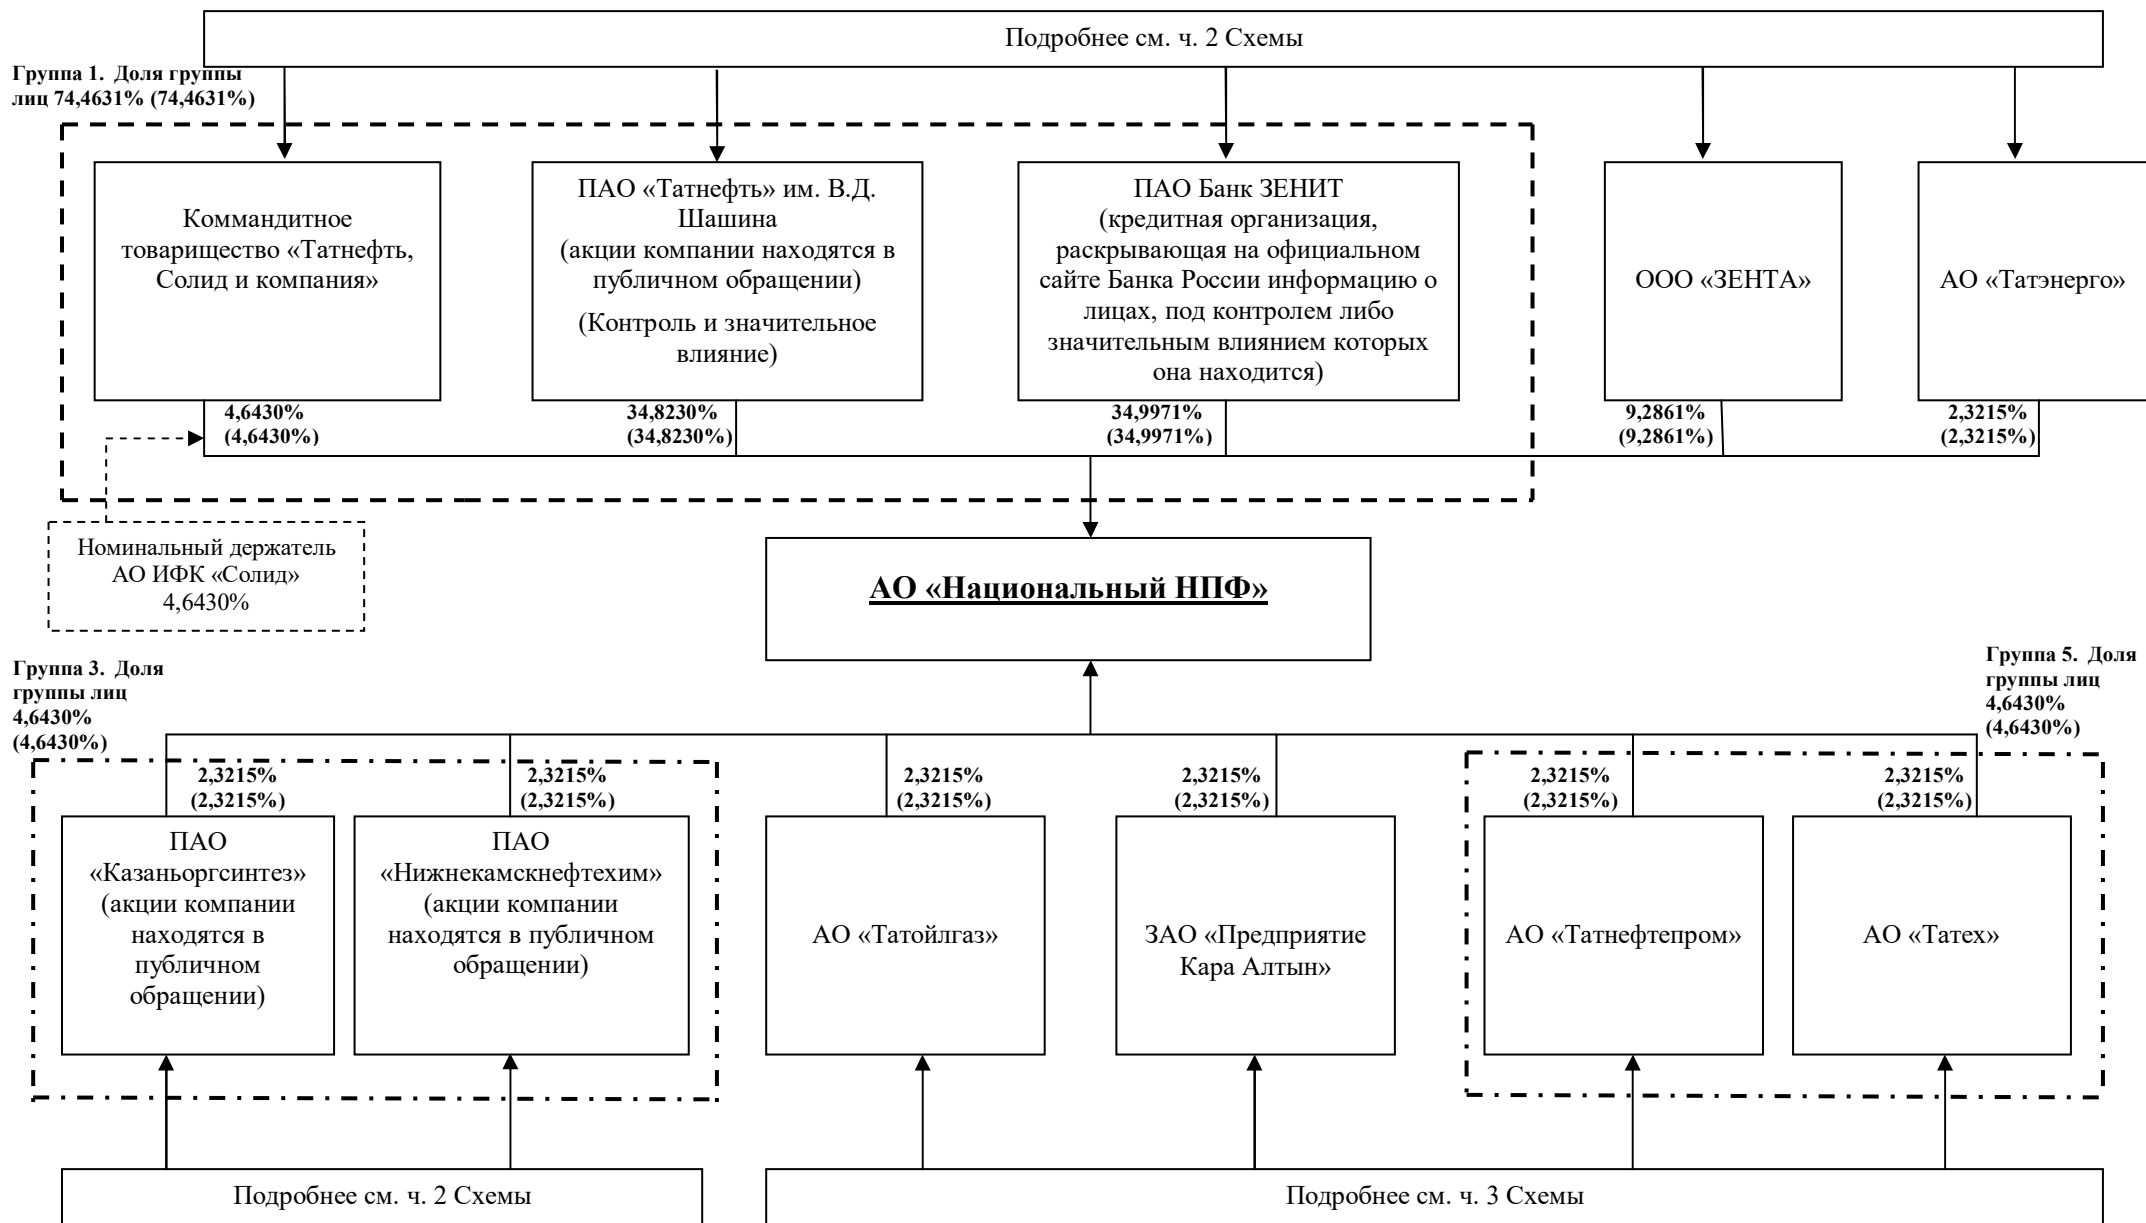 Подробнее см. ч. 2 Схемы
Группа 1.  Доля группы
лиц 74,4631% (74,4631%)
Коммандитное
товарищество «Татнефть,
Солид и компания»
ПАО «Татнефть» им. В.Д.
Шашина
(акции компании находятся в
публичном обращении)
(Контроль и значительное
влияние)
ПАО Банк ЗЕНИТ
(кредитная организация,
раскрывающая на официальном
сайте Банка России информацию о
лицах, под контролем либо
значительным влиянием которых
она находится)
ООО «ЗЕНТА»
АО «Татэнерго»
4,6430%
(4,6430%)
34,8230%
(34,8230%)
34,9971%
(34,9971%)
9,2861%
(9,2861%)
2,3215%
(2,3215%)
Номинальный держатель
АО ИФК «Солид»
4,6430%
АО «Национальный НПФ»
Группа 3.  Доля
группы лиц
4,6430%
(4,6430%)
Группа 5.  Доля
группы лиц
4,6430%
(4,6430%)
2,3215%
(2,3215%)
2,3215%
(2,3215%)
2,3215%
(2,3215%)
2,3215%
(2,3215%)
2,3215%
(2,3215%)
2,3215%
(2,3215%)
ПАО
«Казаньоргсинтез»
(акции компании
находятся в
публичном
обращении)
ПАО
«Нижнекамскнефтехим»
(акции компании
находятся в публичном
обращении)
АО «Татойлгаз»
ЗАО «Предприятие
Кара Алтын»
АО «Татнефтепром»
АО «Татех»
Подробнее см. ч. 2 Схемы
Подробнее см. ч. 3 Схемы